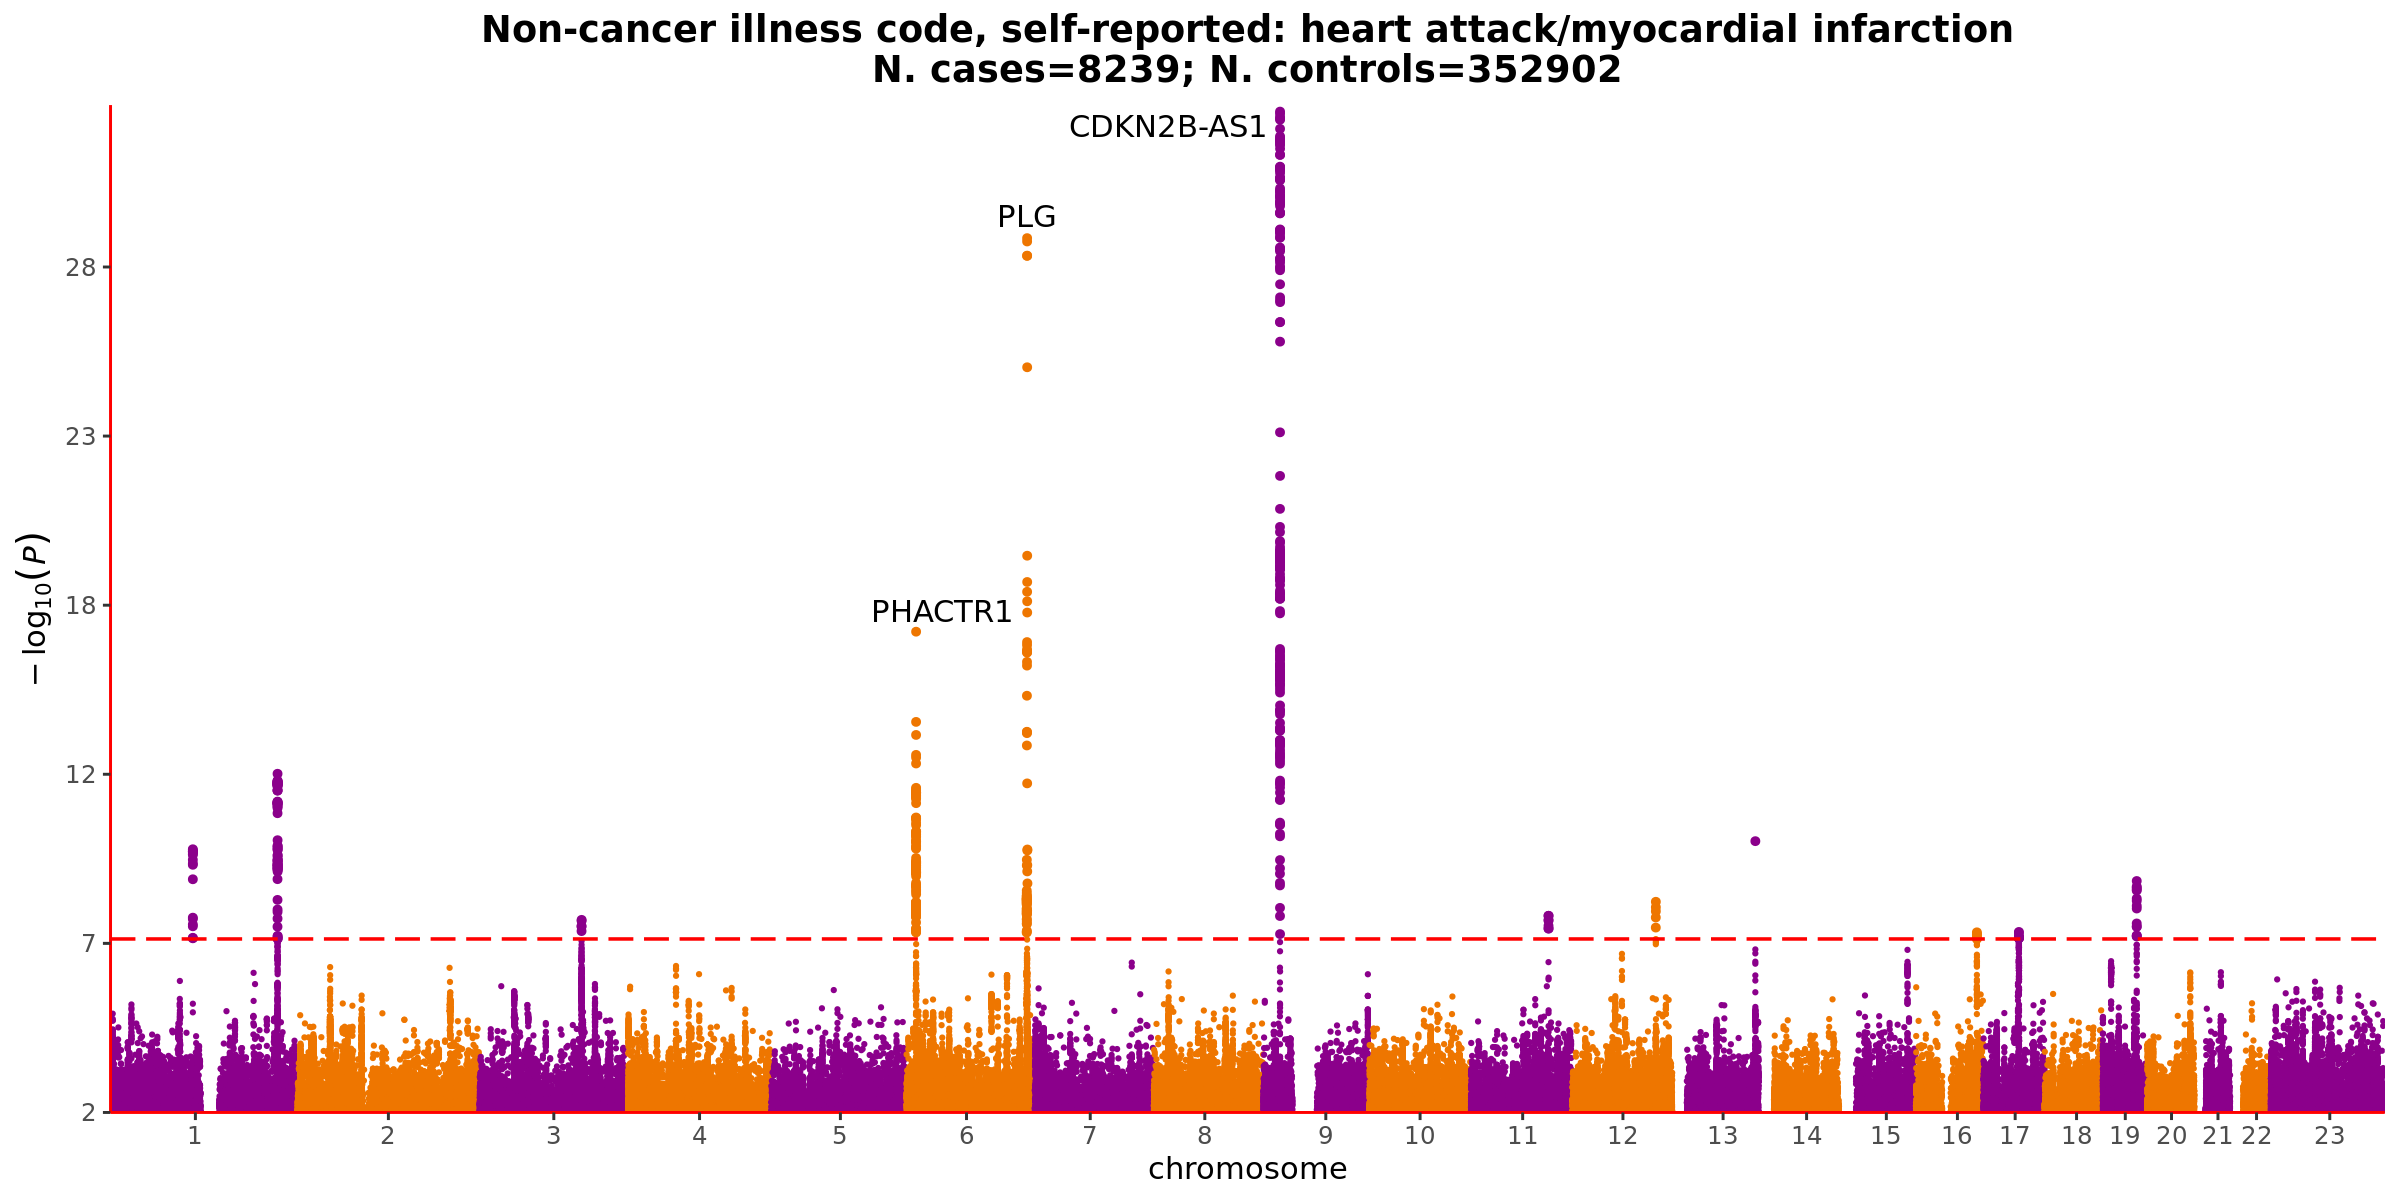 Non-cancer illness code, self-reported: heart attack/myocardial infarction
N. cases=8239; N. controls=352902
CDKN2B-AS1
PLG
PHACTR1
28
23
18
12
7
2
−log10(P)
1 2 3 4 5 6 7 8 9 10 11 12 13 14 15 16 17 18 19 20 21 22 23
chromosome